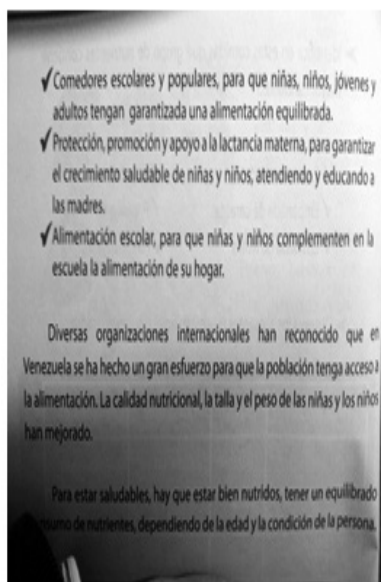 ✓Comedores escolares y populares, para que niñas, niños, jóvenes y
adultos tengan garantizada una alimentación equilibrada.
✓Protección, promoción y apoyo a la lactancia materna, para garantizar
el crecimiento saludable de niñas y niños, atendiendo y educando a
las madres.
✓Alimentación escolar, para que niñas y niños complementen en la
escuela la alimentación de su hogar.
Diversas organizaciones internacionales han reconocido que en
Venezuela se ha hecho un gran esfuerzo para que la población tenga acceso a
la alimentación. La calidad nutricional, la talla y el peso de las niñas y los niños
han mejorado.
Para estar saludables, hay que estar bien nutridos, tener un equilibrado
de nutrientes, dependiendo de la edad y la condición de la persona.